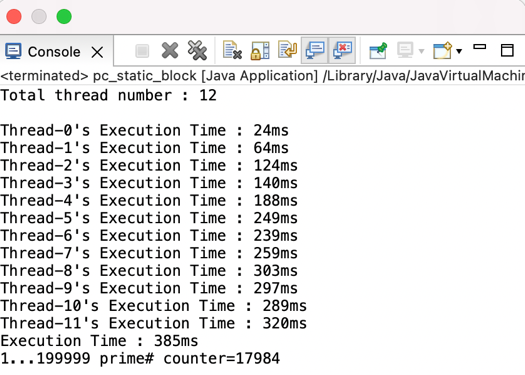 Console
<terminated> pc_static_block [Java Application] /Library/Java/JavaVirtualMachin
Total thread number : 12
Thread-0's Execution Time : 24ms
Thread-1's Execution Time : 64ms
Thread-2's Execution Time : 124ms
Thread-3's Execution Time : 140ms
Thread-4's Execution Time : 188ms
Thread-5's Execution Time : 249ms
Thread-6's Execution Time : 239ms
Thread-7's Execution Time : 259ms
Thread-8's Execution Time : 303ms
Thread-9's Execution Time : 297ms
Thread-10's Execution Time : 289ms
Thread-11's Execution Time : 320ms
Execution Time : 385ms
1...199999 prime# counter=17984